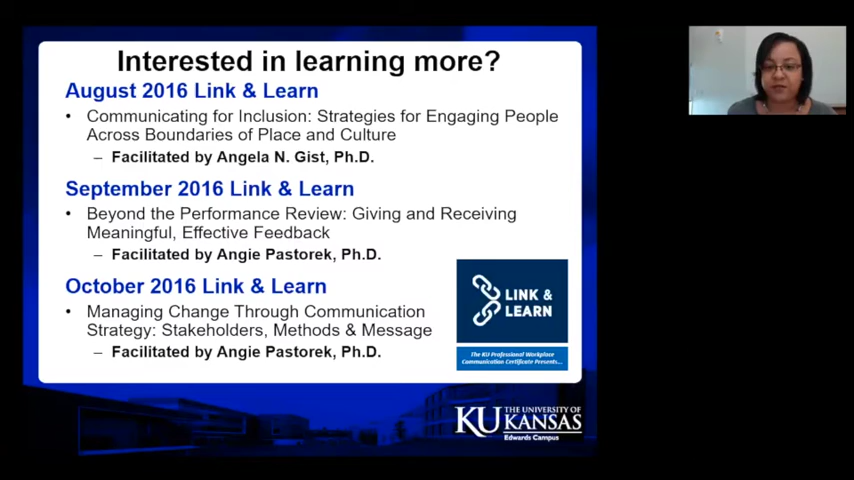 Interested in learning more?
August 2016 Link & Learn
• Communicating for Inclusion: Strategies for Engaging People
Across Boundaries of Place and Culture
– Facilitated by Angela N. Gist, Ph.D.
September 2016 Link & Learn
• Beyond the Performance Review: Giving and Receiving
Meaningful, Effective Feedback
– Facilitated by Angie Pastorek, Ph.D.
October 2016 Link & Learn
• Managing Change Through Communication
Strategy: Stakeholders, Methods & Message
– Facilitated by Angie Pastorek, Ph.D.
LINK &
LEARN
The KU Professional Workplace
Communication Certificate Presents...
KU THE UNIVERSITY OF
KANSAS
Edwards Campus